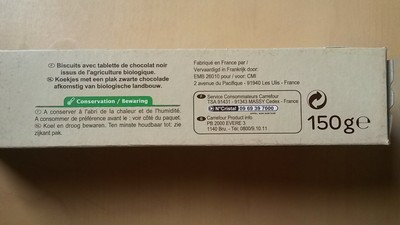 Biscuits avec tablette de chocolat noir
issus de l'agriculture biologique.
Koekjes met een plak zwarte chocolade
afkomstig van biologische landbouw.
Conservation / Bewaring
A conserver à l'abri de la chaleur et de l'humidité.
A consommer de préférence avant le : voir côté du paquet.
Koel en droog bewaren. Ten minste houdbaar tot: zie
zijkant pak.
Fabriqué en France par /
Vervaardigd in Frankrijk door:
EMB 26010 pour / voor: CMI
2 avenue du Pacifique - 91940 Les Ulis - France
Service Consommateurs Carrefour
TSA 91431 - 91343 MASSY Cedex - France
N°Cristal 09 69 39 7000
Carrefour Product Info:
PB 2000 EVERE 3
1140 Bru. - Tél: 0800/9.10.11
150g e